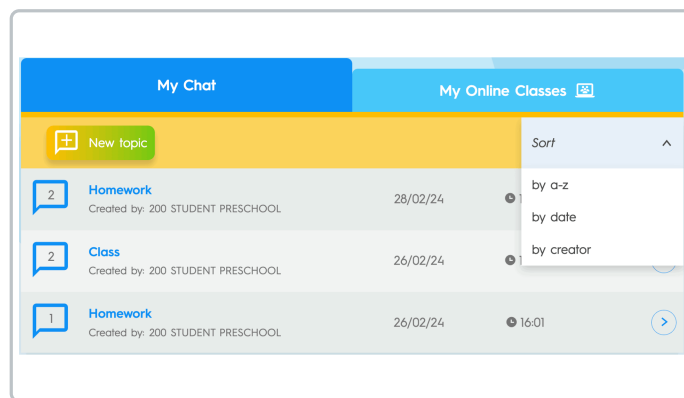 My Chat
My Online Classes
New topic
Sort
by a-z
by date
by creator
2
Homework
Created by: 200 STUDENT PRESCHOOL
28/02/24
2
Class
Created by: 200 STUDENT PRESCHOOL
26/02/24
1
Homework
Created by: 200 STUDENT PRESCHOOL
26/02/24
16:01